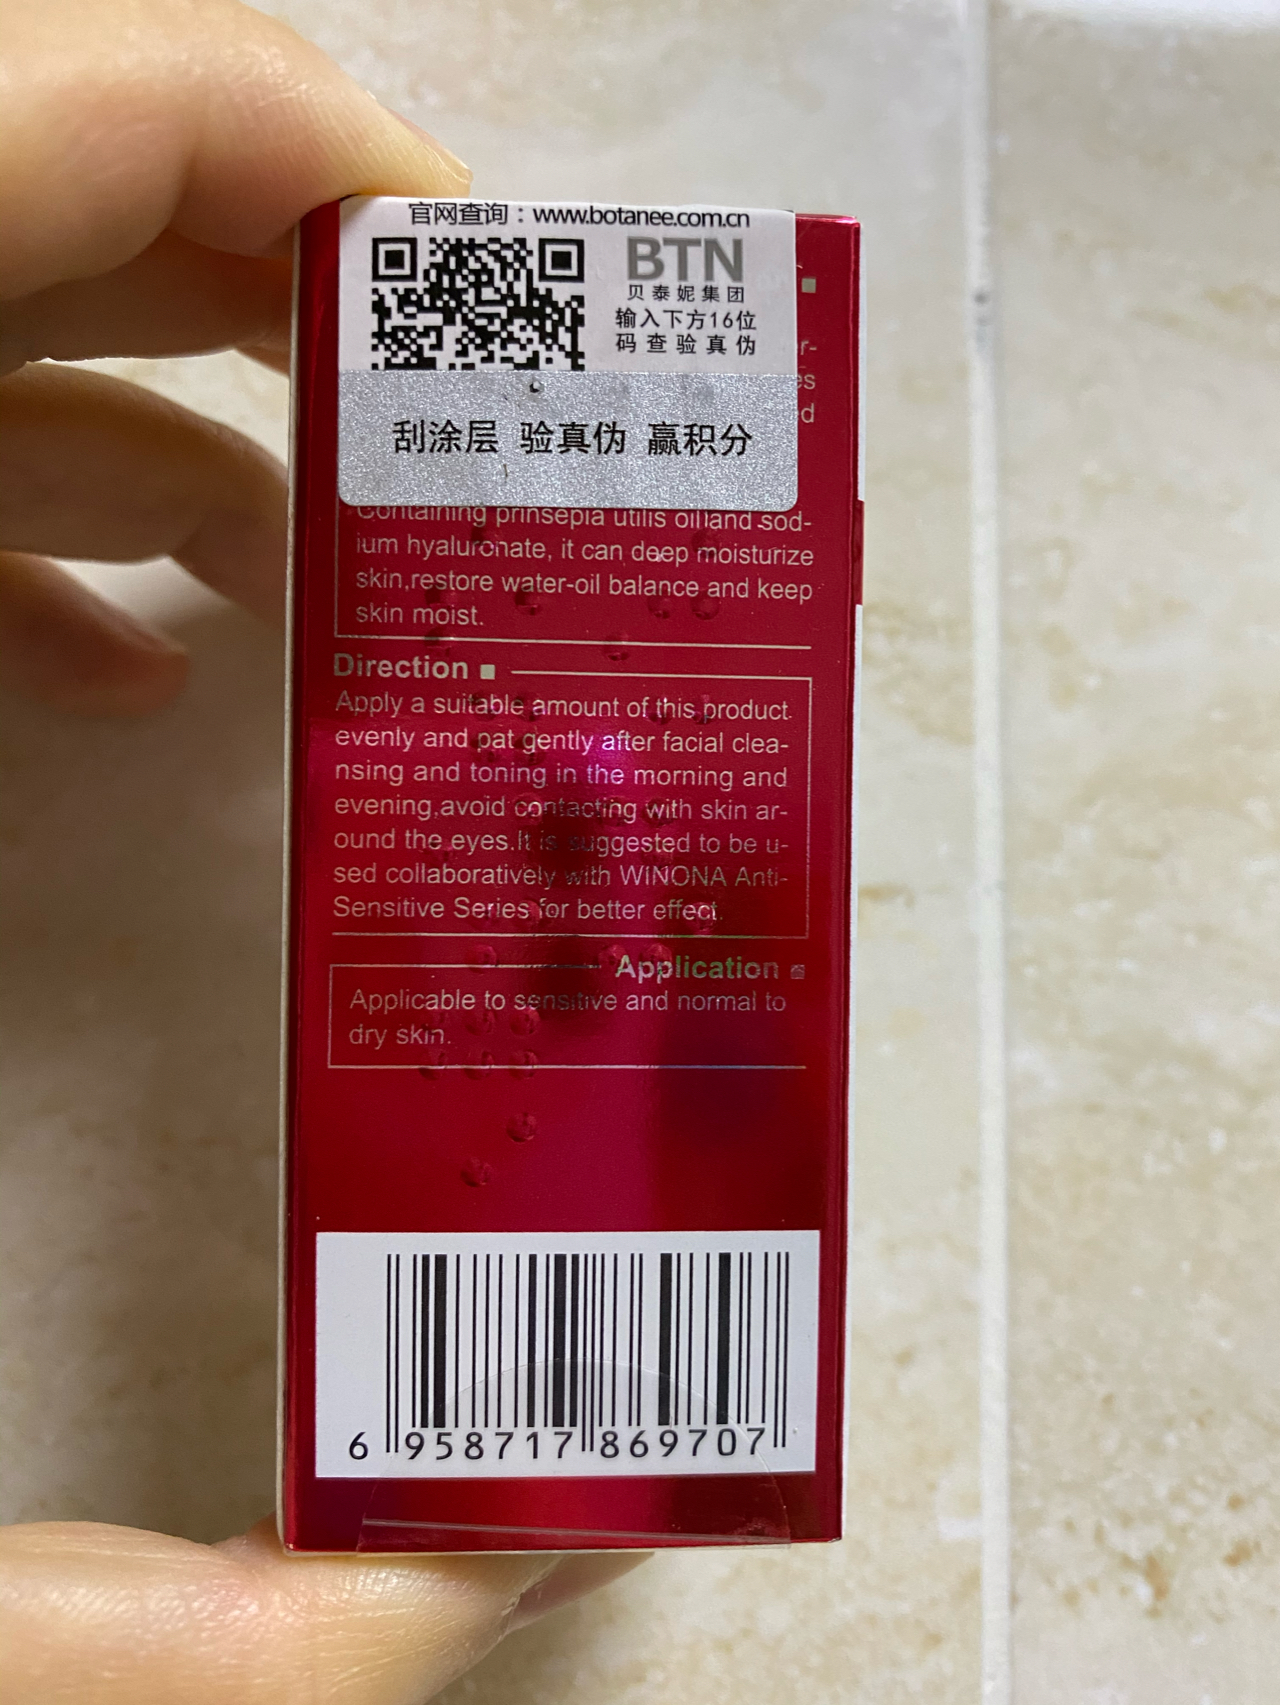 官网查询：www.botanee.com.cn
BTN
贝泰妮集团
输入下方16位
码查验真伪
刮涂层 验真伪 赢积分
r-
es
ed
Containing prinsepia utilis oil and sod-
ium hyaluronate, it can deep moisturize
skin,restore water-oil balance and keep
skin moist.
Direction
Apply a suitable amount of this product
evenly and pat gently after facial clea-
nsing and toning in the morning and
evening,avoid contacting with skin ar-
ound the eyes.It is suggested to be u-
sed collaboratively with WINONA Anti-
Sensitive Series for better effect.
Application
Applicable to sensitive and normal to
dry skin.
6 958717 869707